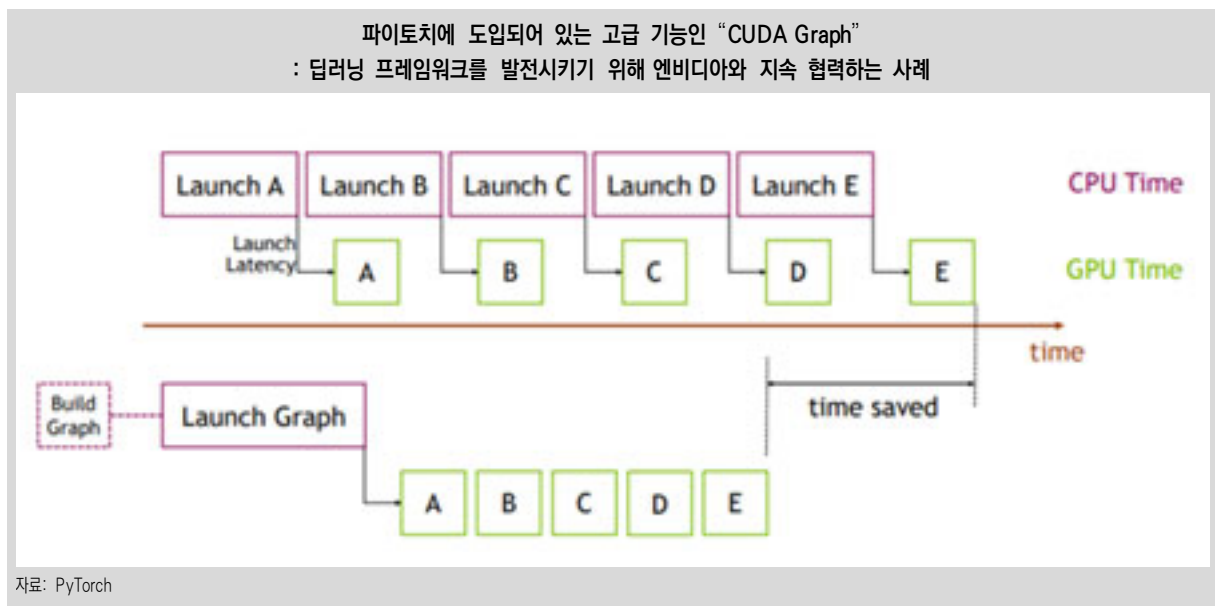 파이토치에 도입되어 있는 고급 기능인 “CUDA Graph”
: 딥러닝 프레임워크를 발전시키기 위해 엔비디아와 지속 협력하는 사례
Launch A Launch B Launch C Launch D Launch E CPU Time
Launch
Latency A B C D E GPU Time
time
Build
Graph
Launch Graph
time saved
A B C D E
자료: PyTorch